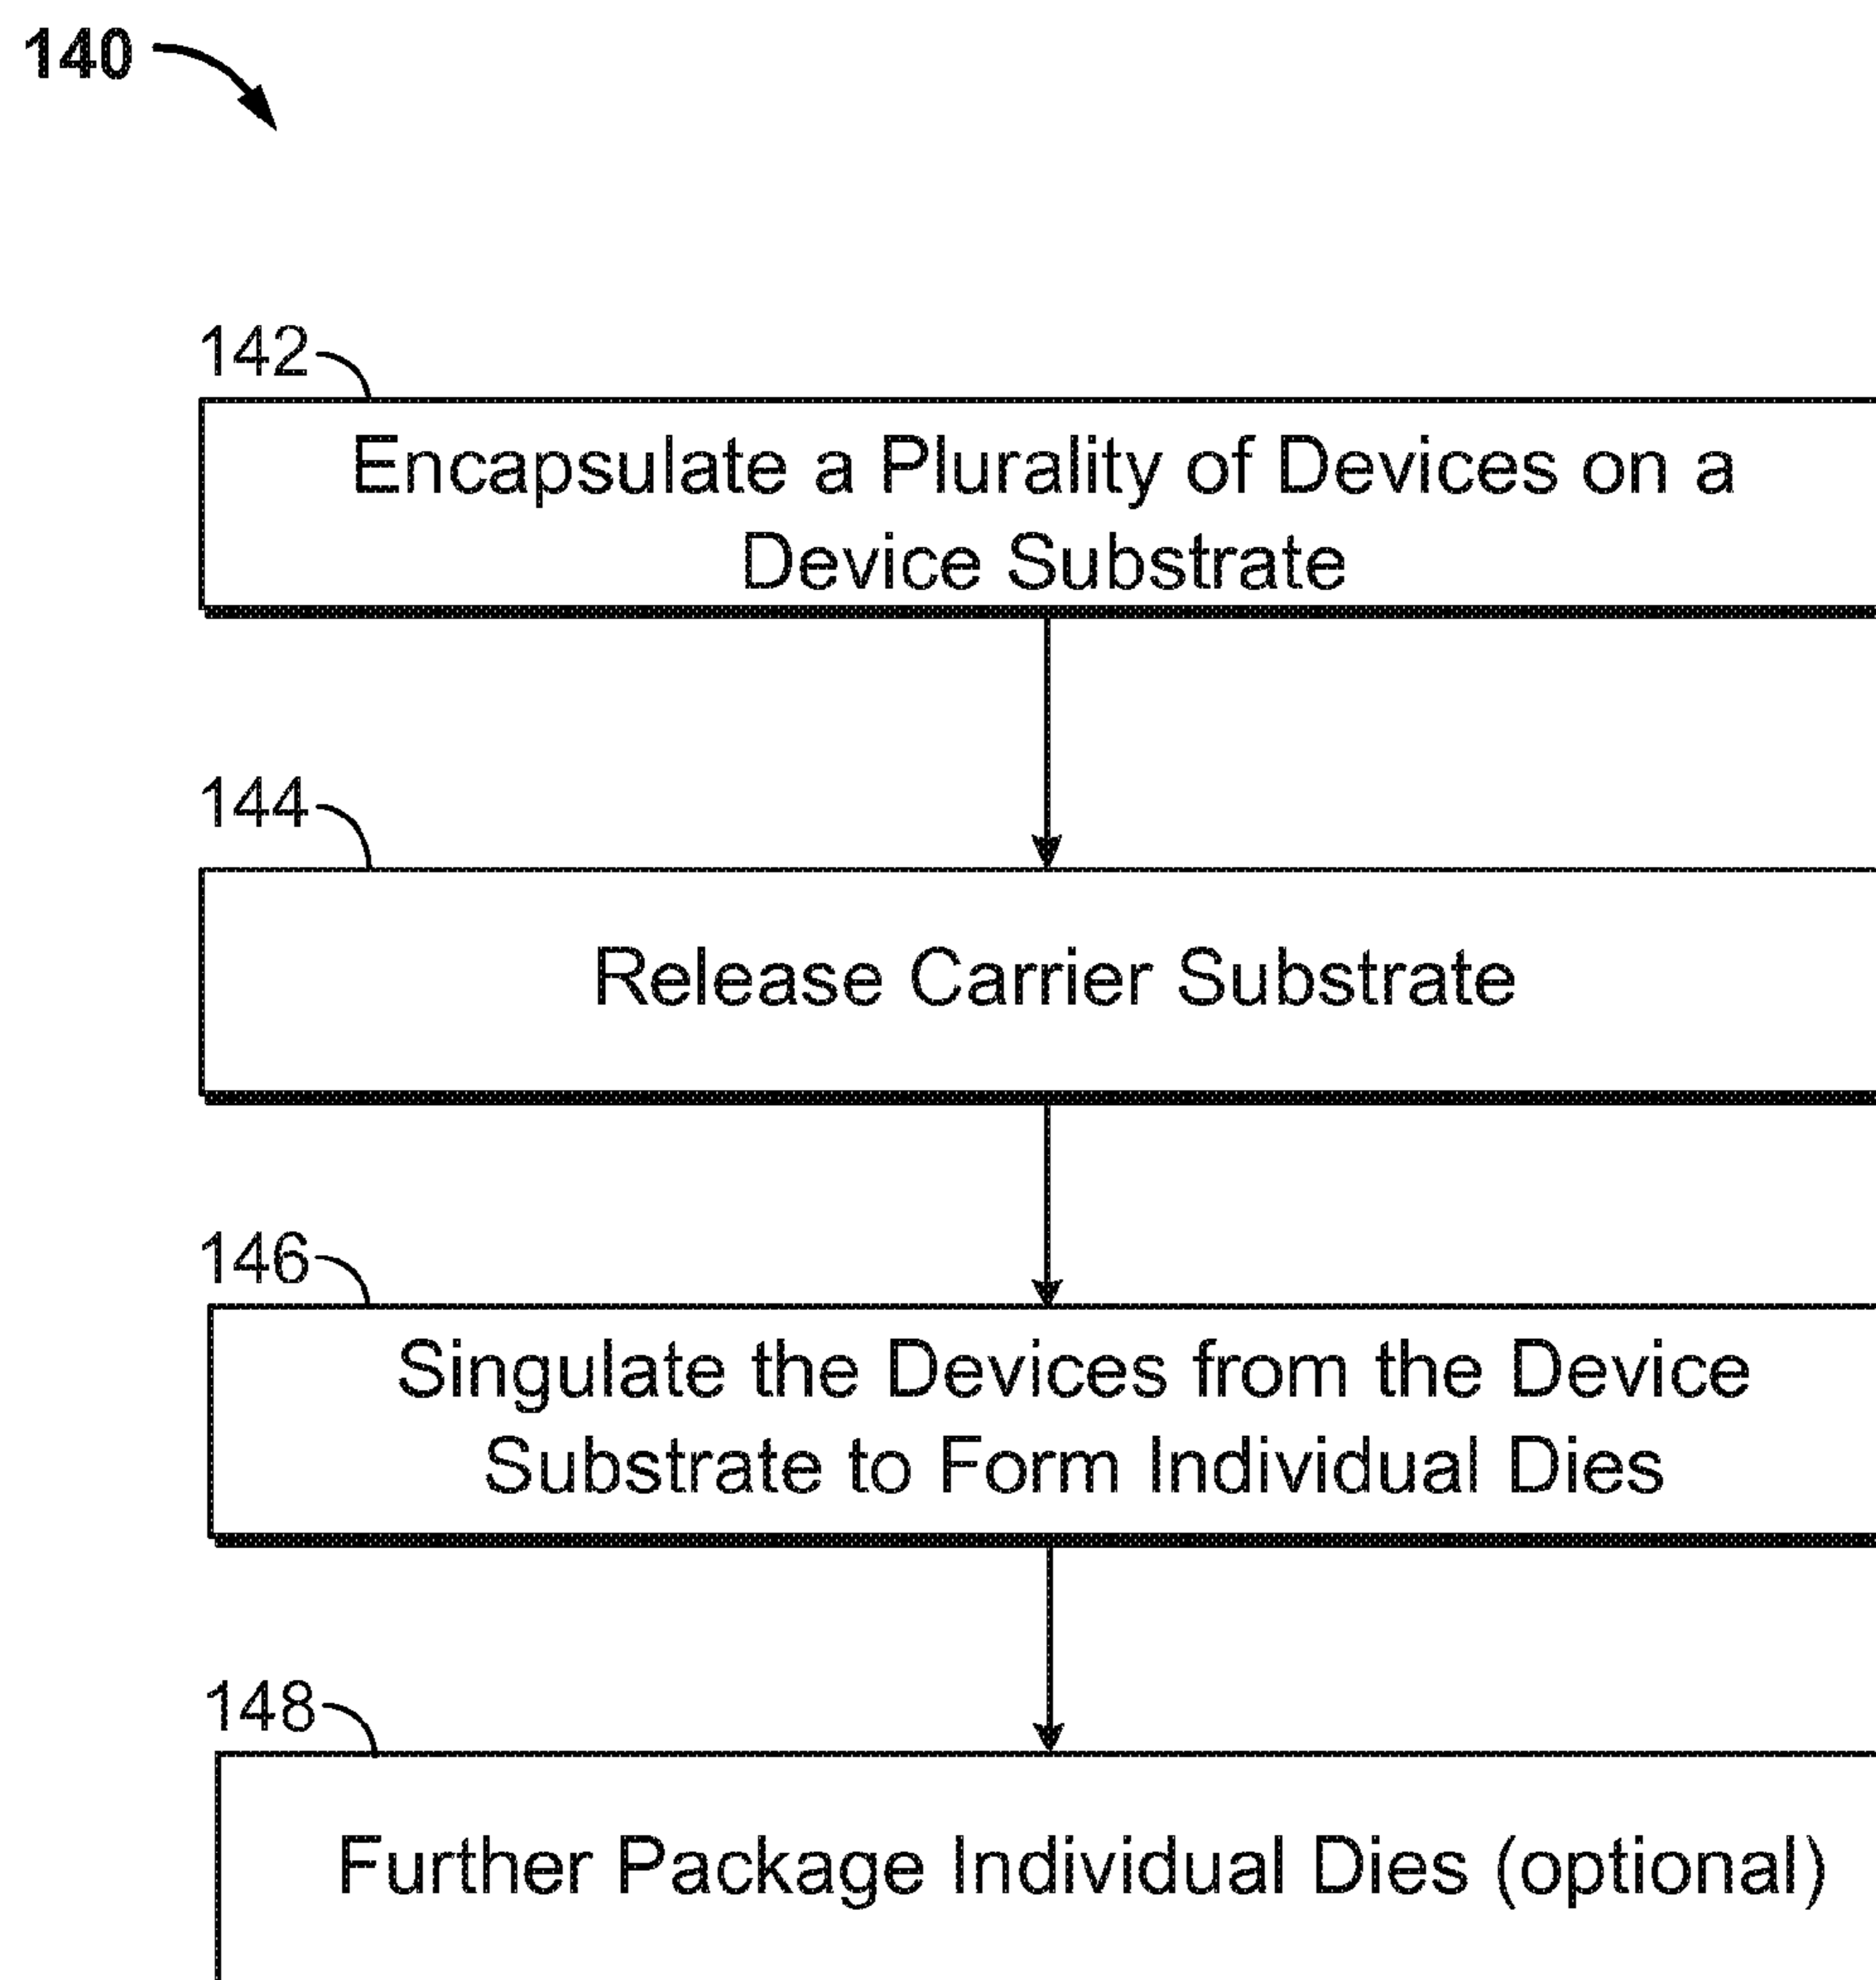 140
142
Encapsulate a Plurality of Devices on a
Device Substrate
144
Release Carrier Substrate
146
Singulate the Devices from the Device
Substrate to Form Individual Dies
148
Further Package Individual Dies (optional)